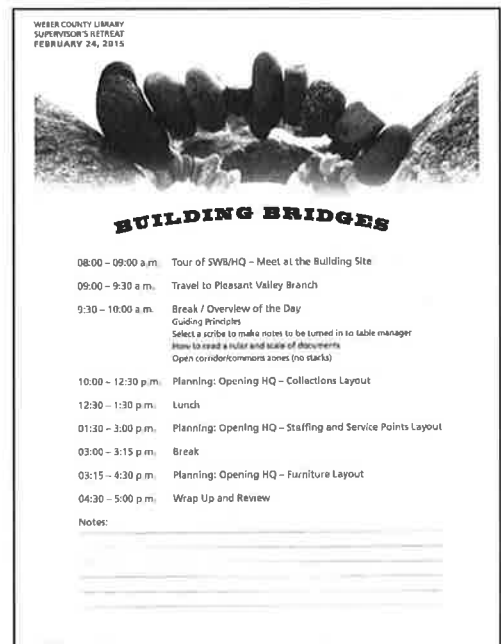 WEBER COUNTY LIBRARY
SUPERVISOR'S RETREAT
FEBRUARY 24, 2015
BUILDING BRIDGES
08:00 – 09:00 a.m. Tour of SWB/HQ – Meet at the Building Site
09:00 – 9:30 a.m. Travel to Pleasant Valley Branch
9:30 – 10:00 a.m. Break / Overview of the Day
Guiding Principles
Select a scribe to make notes to be turned in to table manager
How to read a ruler and scale of documents
Open corridor/commons zones (no stacks)
10:00 – 12:30 p.m. Planning: Opening HQ – Collections Layout
12:30 – 1:30 p.m. Lunch
01:30 – 3:00 p.m. Planning: Opening HQ – Staffing and Service Points Layout
03:00 – 3:15 p.m. Break
03:15 – 4:30 p.m. Planning: Opening HQ – Furniture Layout
04:30 – 5:00 p.m. Wrap Up and Review
Notes: